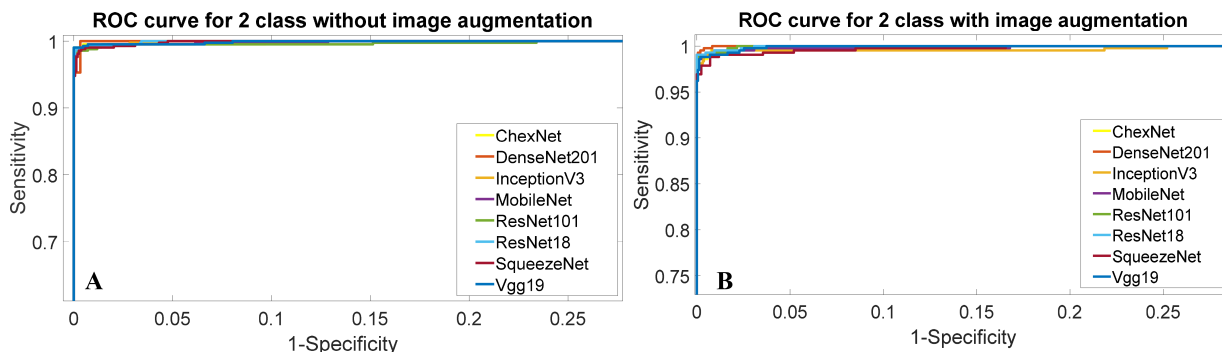 ROC curve for 2 class without image augmentation
1
0.9
0.8
0.7
Sensitivity
ChexNet
DenseNet201
InceptionV3
MobileNet
ResNet101
ResNet18
SqueezeNet
Vgg19
A
0
0.05
0.1
0.15
0.2
0.25
1-Specificity
ROC curve for 2 class with image augmentation
1
0.95
0.9
0.85
0.8
0.75
Sensitivity
ChexNet
DenseNet201
InceptionV3
MobileNet
ResNet101
ResNet18
SqueezeNet
Vgg19
B
0
0.05
0.1
0.15
0.2
0.25
1-Specificity